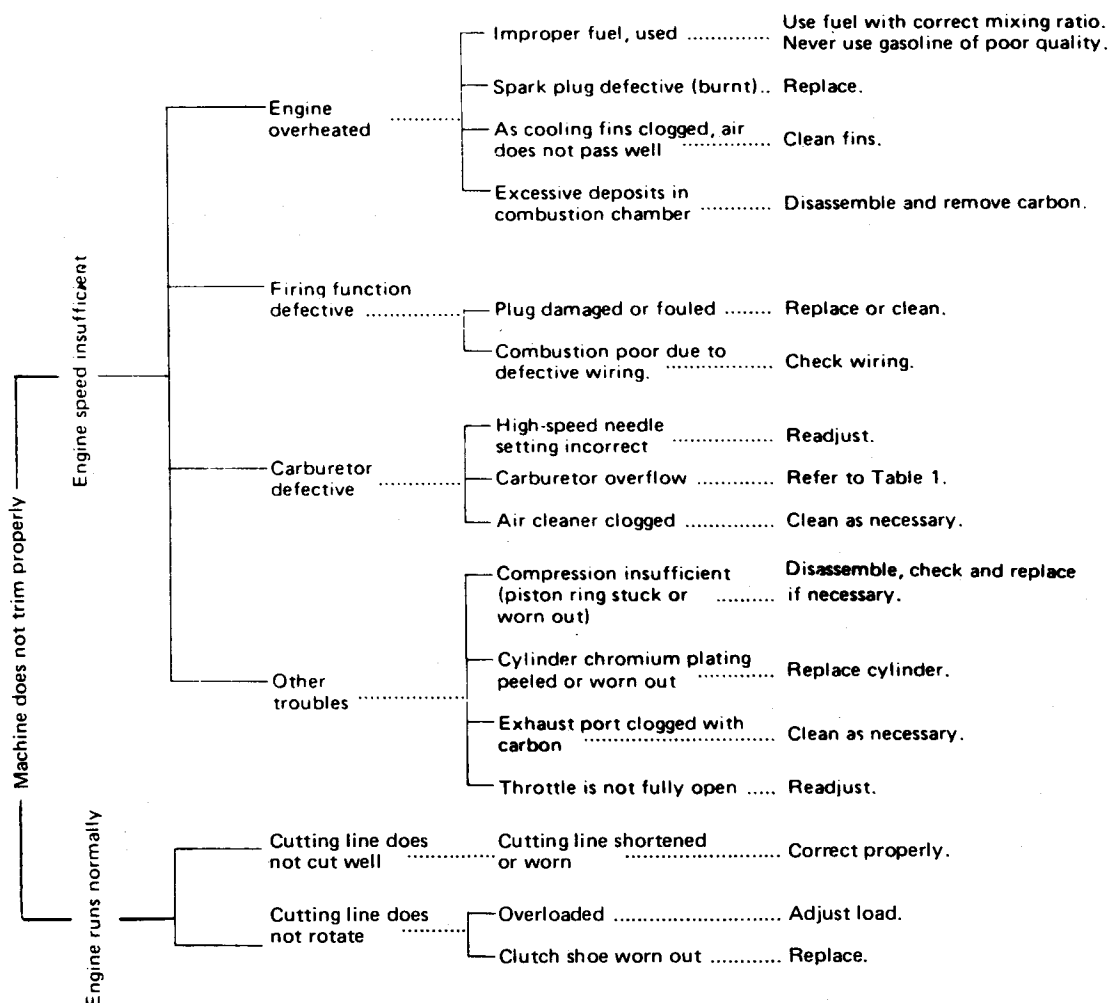 Machine does not trim properly
Engine speed insufficient
Engine
overheated ..............
Improper fuel, used .............. Use fuel with correct mixing ratio.
Never use gasoline of poor quality.
Spark plug defective (burnt).. Replace.
As cooling fins clogged, air
does not pass well .................. Clean fins.
Excessive deposits in
combustion chamber ............ Disassemble and remove carbon.
Firing function
defective .................
Plug damaged or fouled ........ Replace or clean.
Combustion poor due to
defective wiring. .................. Check wiring.
Carburetor
defective ..............
High-speed needle
setting incorrect ................. Readjust.
Carburetor overflow ............. Refer to Table 1.
Air cleaner clogged ............... Clean as necessary.
Other
troubles ...................
Compression insufficient
(piston ring stuck or ..........
worn out)
Disassemble, check and replace
if necessary.
Cylinder chromium plating
peeled or worn out ............ Replace cylinder.
Exhaust port clogged with
carbon ................................ Clean as necessary.
Throttle is not fully open ..... Readjust.
Engine runs normally
Cutting line does
not cut well ..............
Cutting line shortened
or worn .......................... Correct properly.
Cutting line does
not rotate ..............
Overloaded ............................ Adjust load.
Clutch shoe worn out ............ Replace.